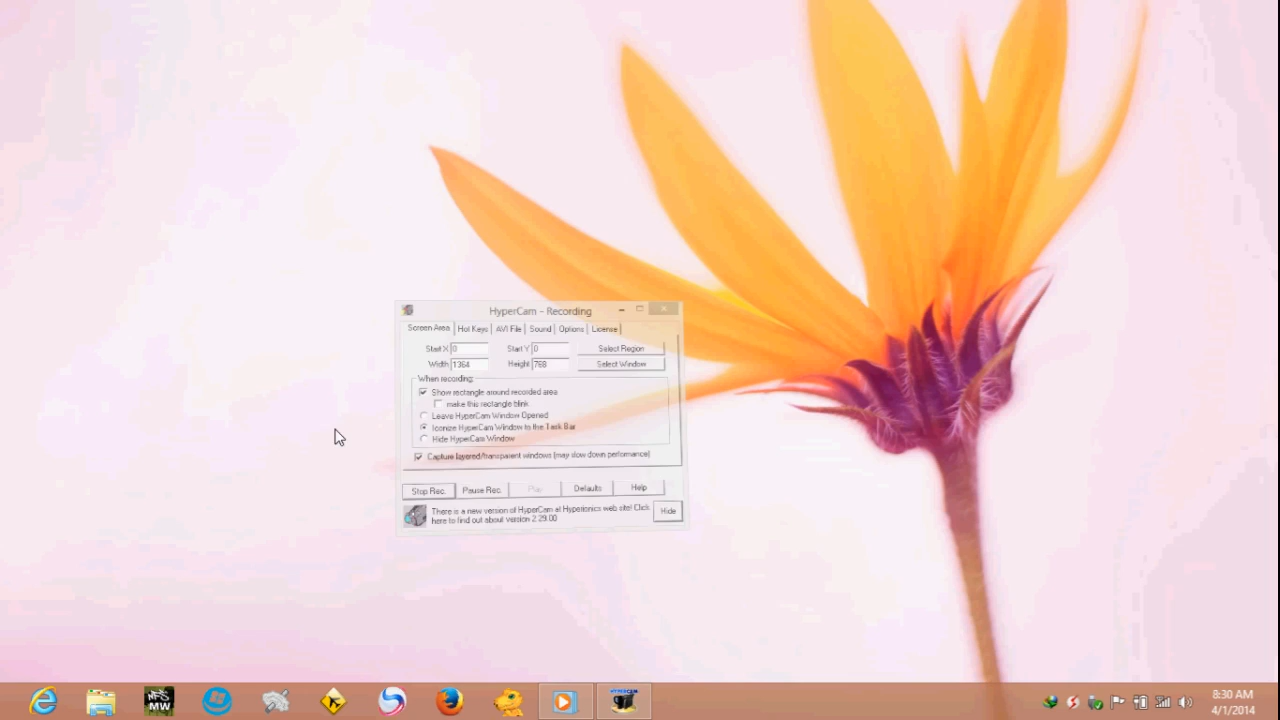 HyperCam - Recording
Screen Area Hot Keys AVI File Sound Options License
Start X 0 Start Y 0 Select Region
Width 1364 Height 768 Select Window
When recording:
Show rectangle around recorded area
make this rectangle blink
Leave HyperCam Window Opened
Iconize HyperCam Window to the Task Bar
Hide HyperCam Window
Capture layered/transparent windows (may slow down performance)
Stop Rec. Pause Rec. Play Defaults Help
There is a new version of HyperCam at Hyperionics web site! Click
here to find out about version 2.29.00
Hide
NFS
MW
HYPERCAM
8:30 AM
4/1/2014